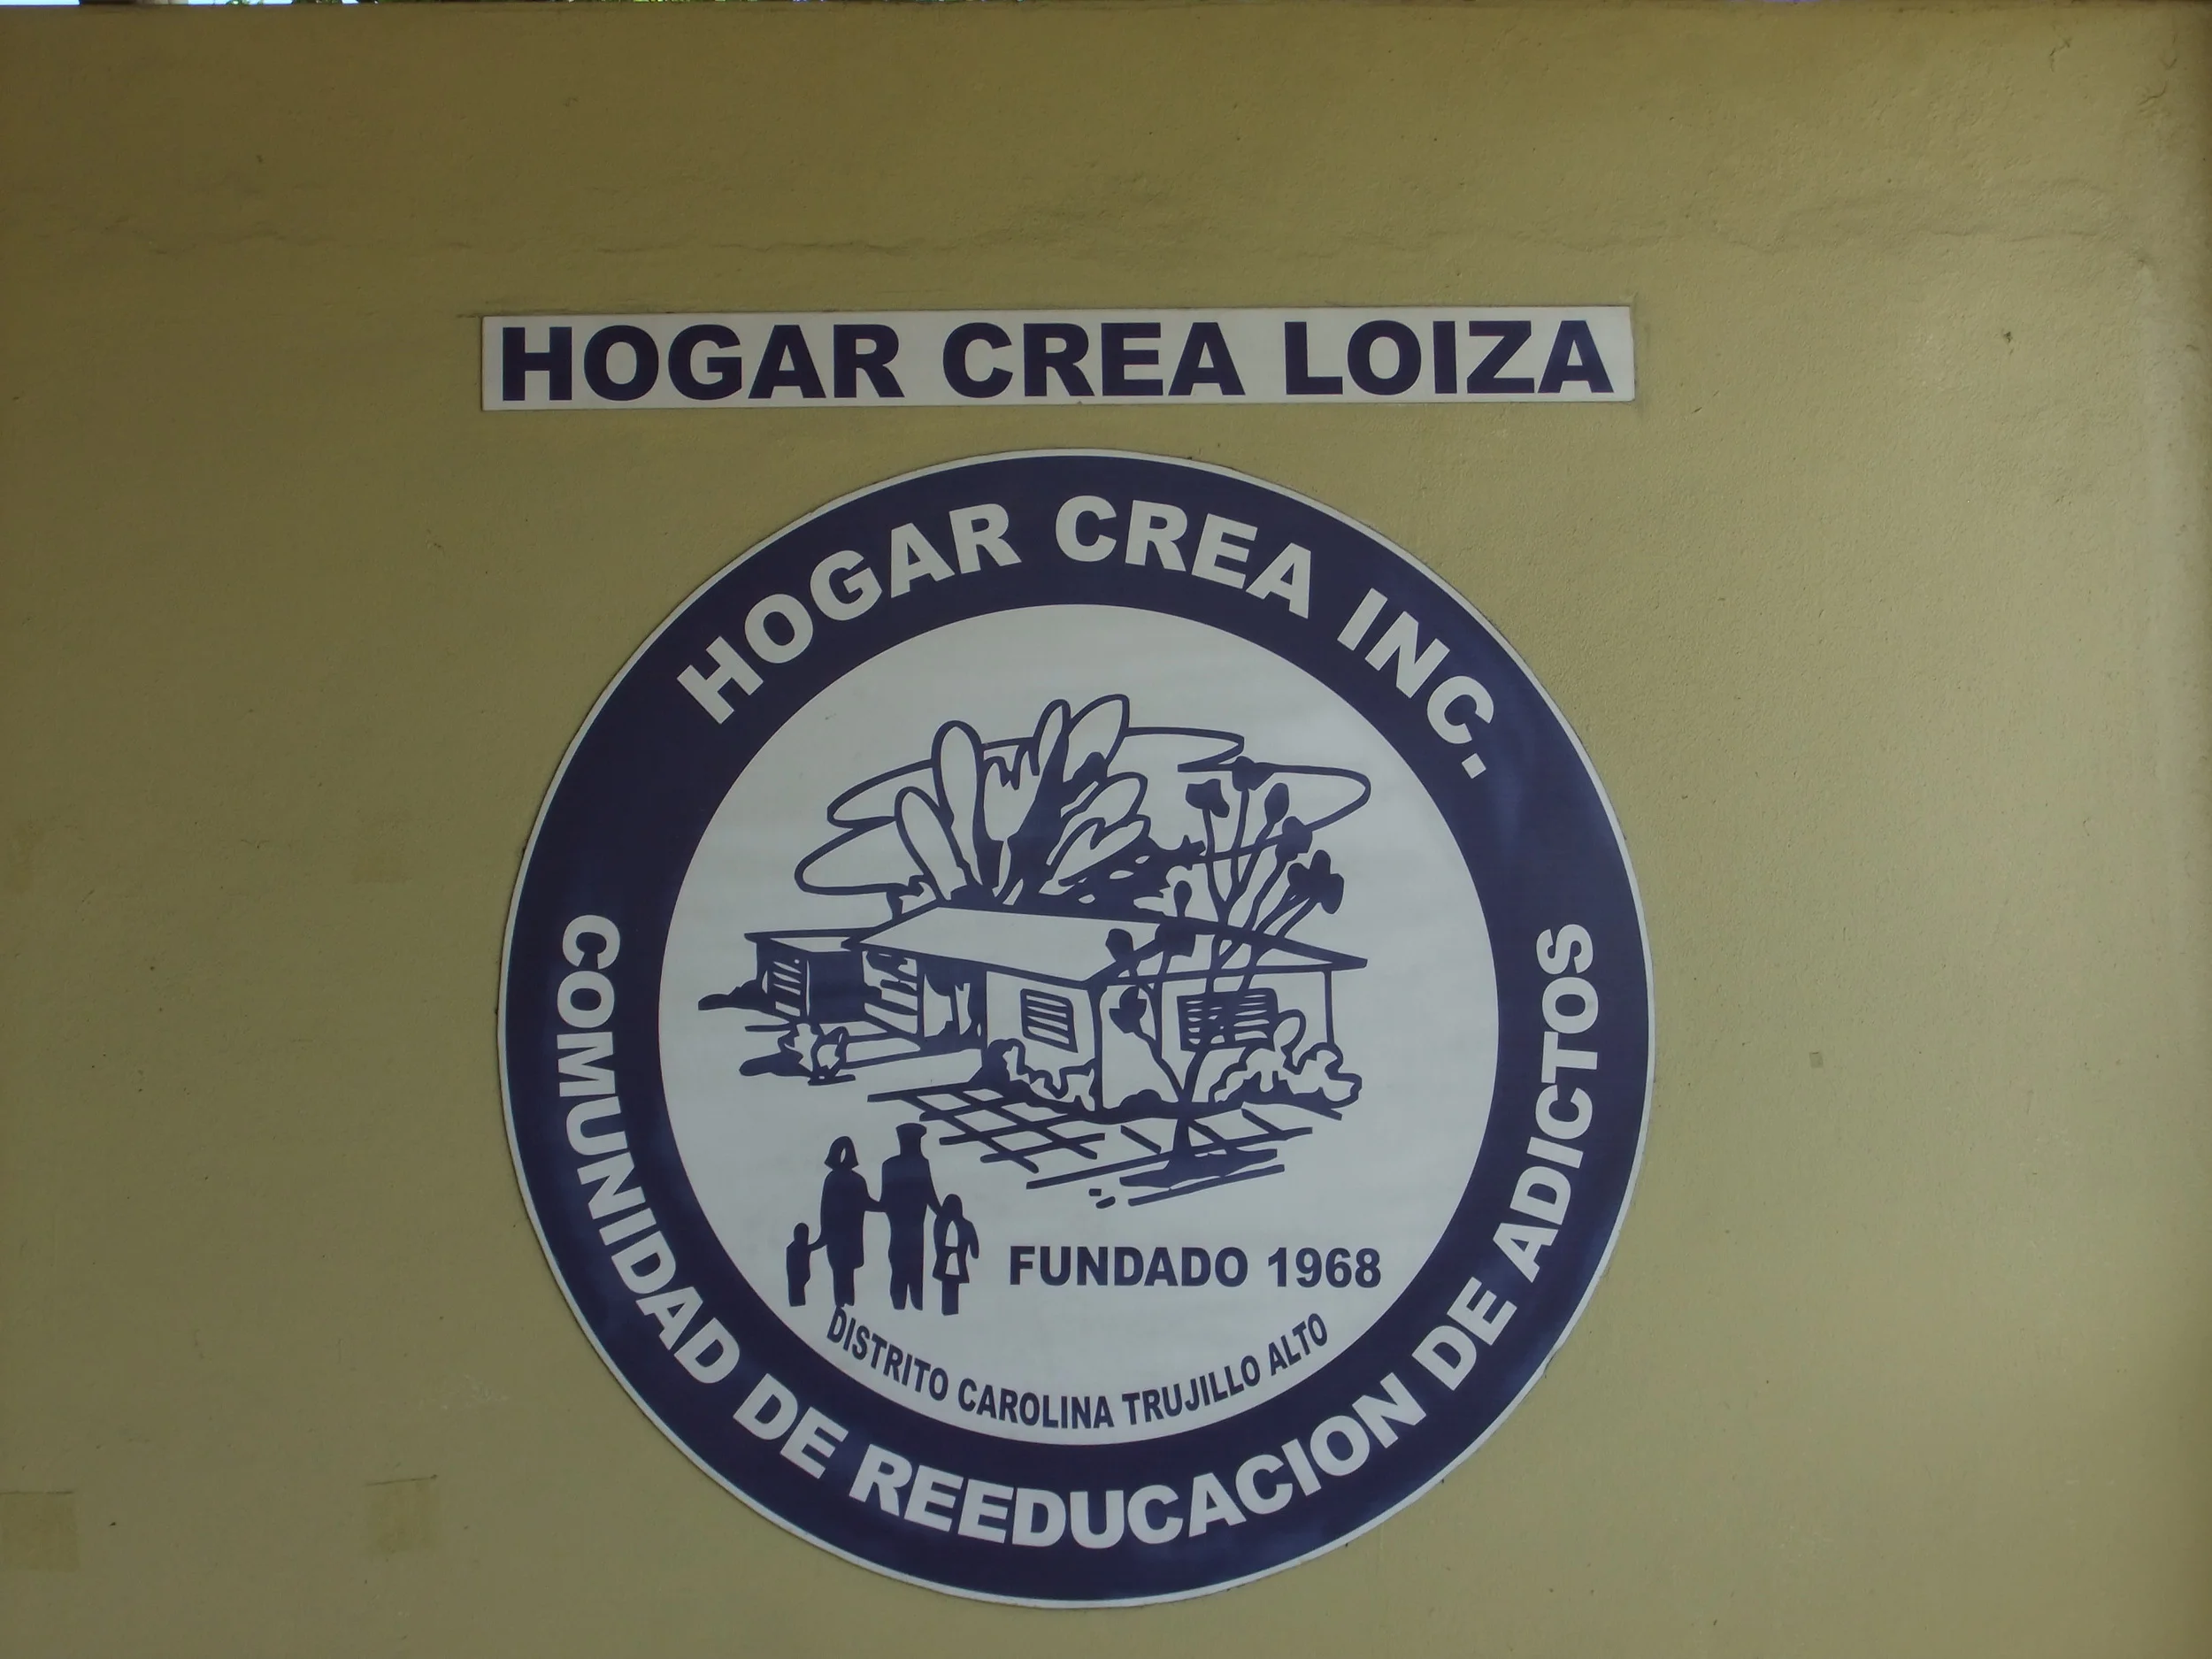 HOGAR CREA LOIZA
HOGAR CREA INC.
FUNDADO 1968
DISTRITO CAROLINA TRUJILLO ALTO
COMUNIDAD DE REEDUCACION DE ADICTOS